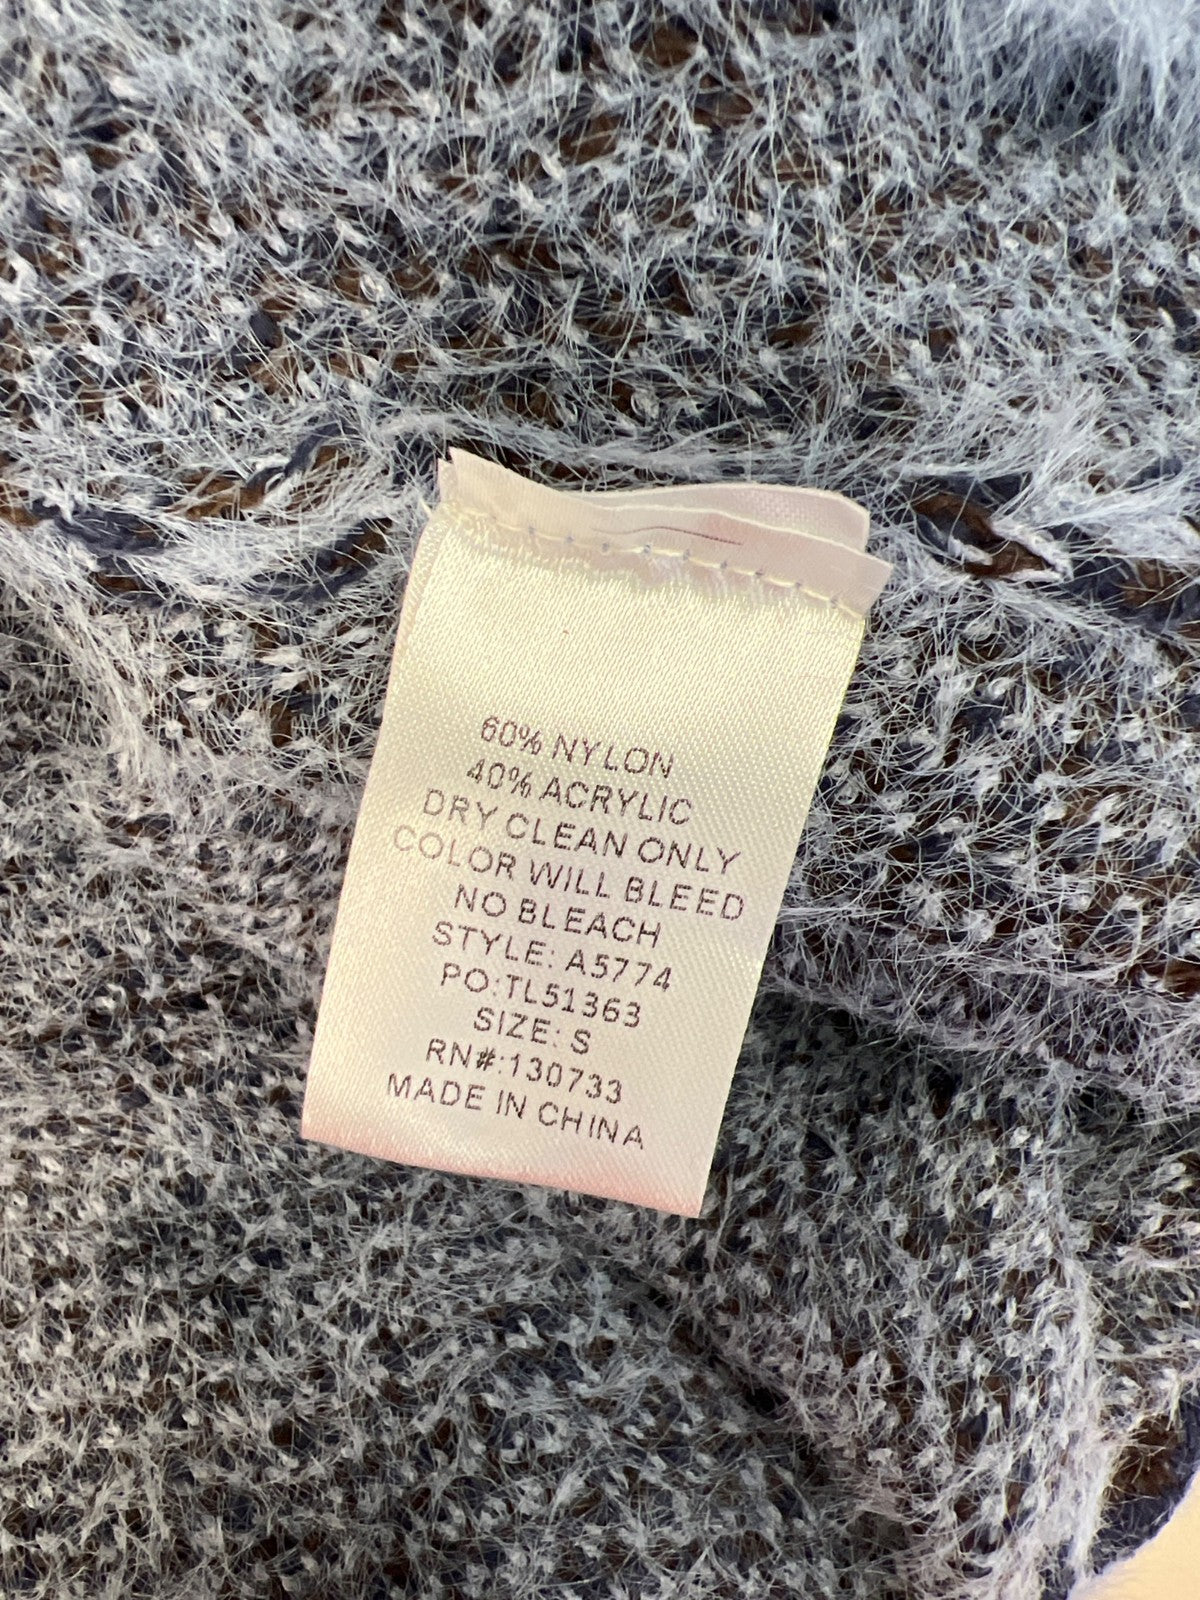 60% NYLON
40% ACRYLIC
DRY CLEAN ONLY
COLOR WILL BLEED
NO BLEACH
STYLE: A5774
PO:TL51363
SIZE: S
RN#:130733
MADE IN CHINA